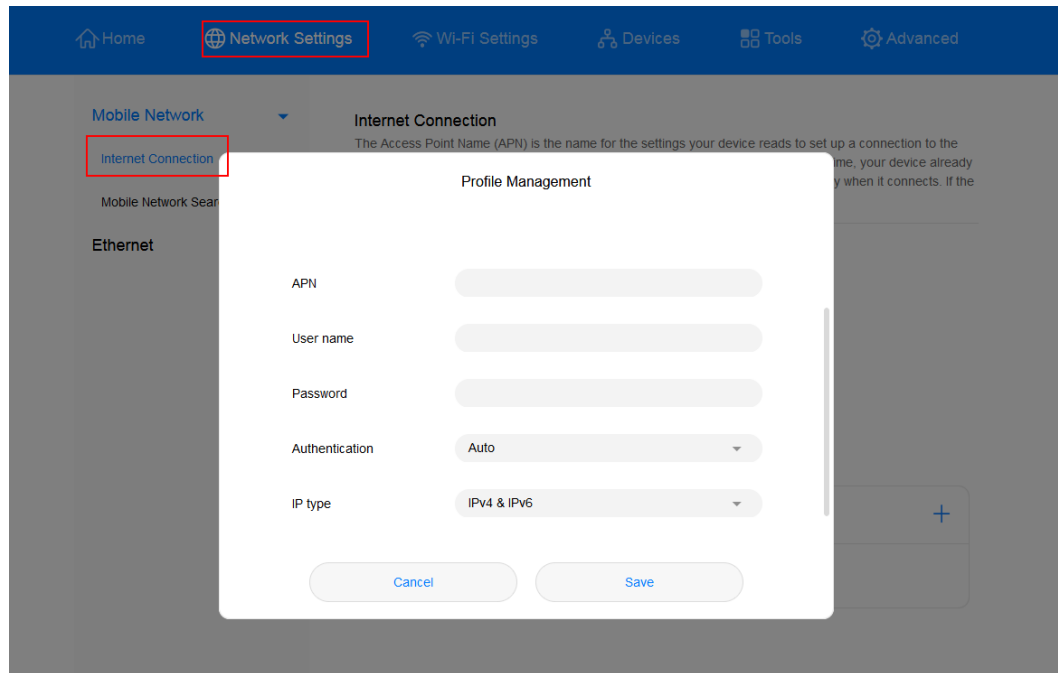 Home
Network Settings
Wi-Fi Settings
Devices
Tools
Advanced
Mobile Network
Internet Connection
Mobile Network Sear
Ethernet
Internet Connection
The Access Point Name (APN) is the name for the settings your device reads to set up a connection to the
me, your device already
y when it connects. If the
Profile Management
APN
User name
Password
Authentication
Auto
IP type
IPv4 & IPv6
Cancel
Save